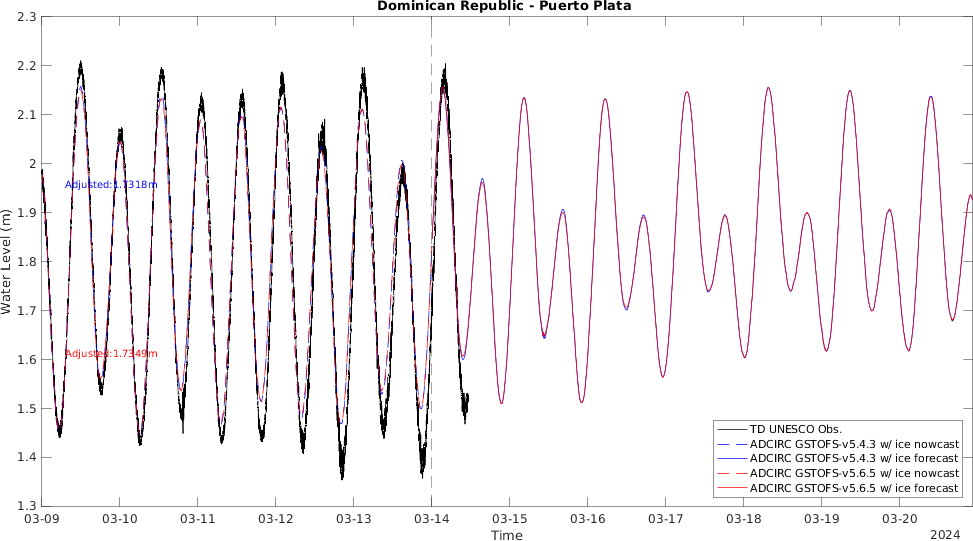 Dominican Republic - Puerto Plata
2.3
2.2
2.1
2
1.9
1.8
1.7
1.6
1.5
1.4
1.3
Water Level (m)
Adjusted:1.7318m
Adjusted:1.7349m
TD UNESCO Obs.
ADCIRC GSTOFS-v5.4.3 w/ ice nowcast
ADCIRC GSTOFS-v5.4.3 w/ ice forecast
ADCIRC GSTOFS-v5.6.5 w/ ice nowcast
ADCIRC GSTOFS-v5.6.5 w/ ice forecast
03-09 03-10 03-11 03-12 03-13 03-14 03-15 03-16 03-17 03-18 03-19 03-20
Time
2024